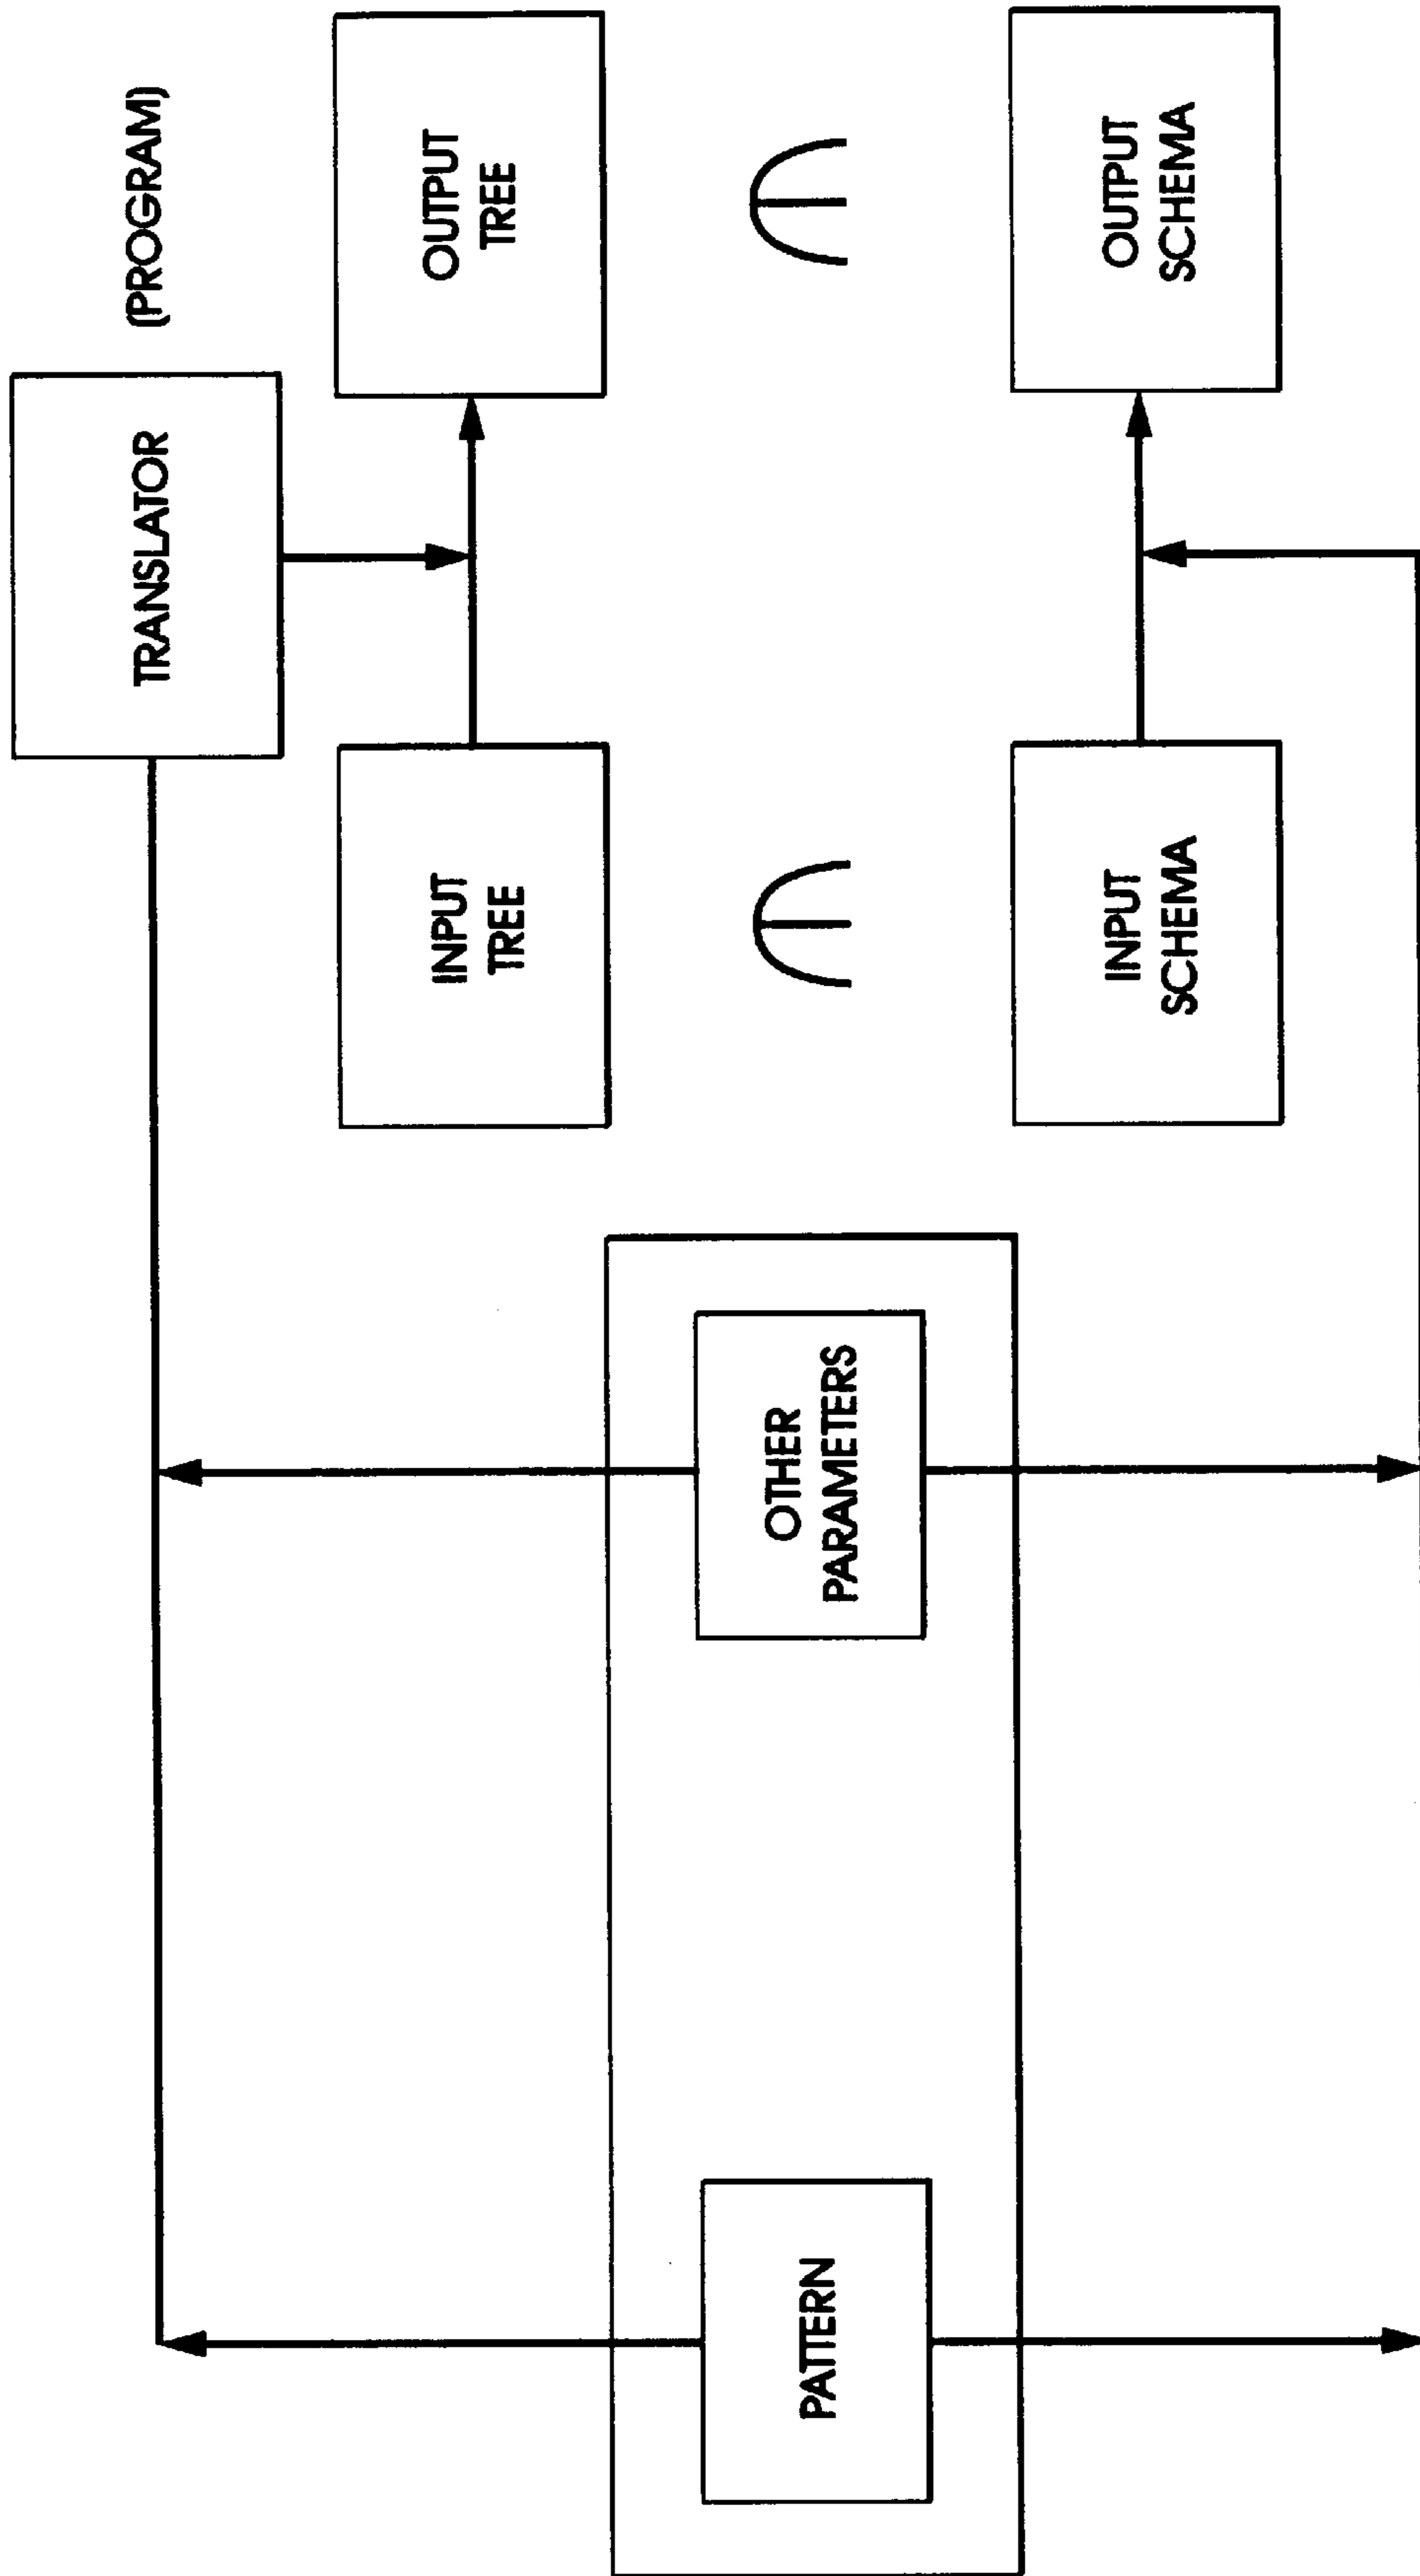 PATTERN
OTHER
PARAMETERS
TRANSLATOR
(PROGRAM)
INPUT
TREE
OUTPUT
TREE
INPUT
SCHEMA
OUTPUT
SCHEMA